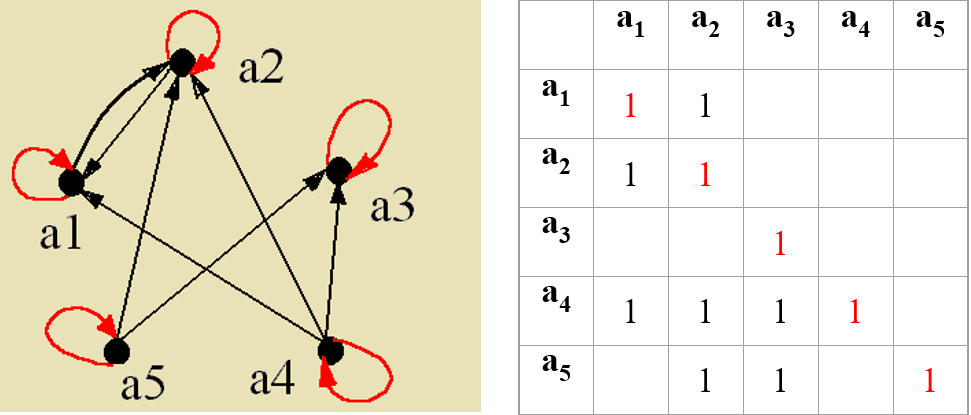 a2
a3
a1
a5
a4
a1 a2 a3 a4 a5
a1 1 1
a2 1 1
a3 1
a4 1 1 1 1
a5 1 1 1